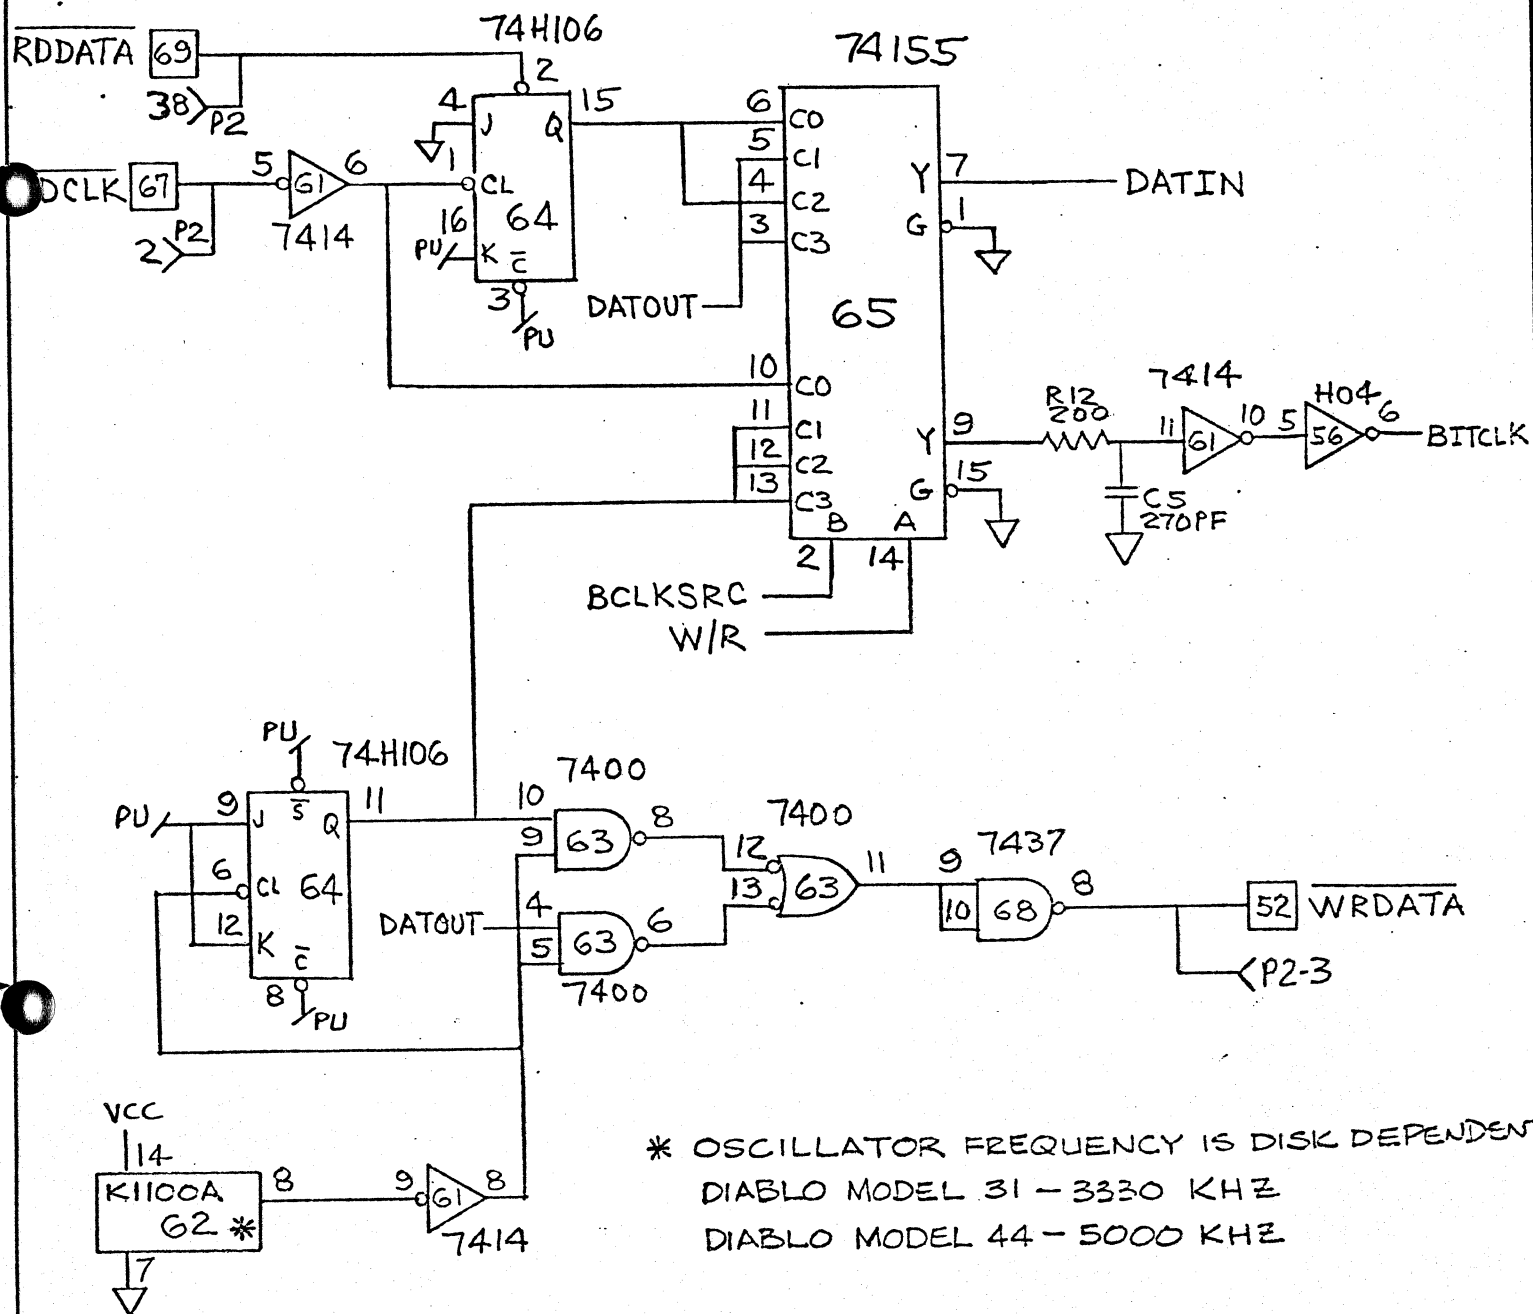 RDDATA 69
38 P2
DCLK 67
2 P2
5 61 6
7414
74H106
2
4 J Q 15
1 CL
16 64
PU K C
3
PU
74155
6 C0
5 C1
4 C2
3 C3
DATOUT
Y 7 DATIN
G 1
65
10 C0
11 C1
12 C2
13 C3
Y 9
G 15
B A
2 14
BCLKSRC
W/R
R12
200
C5
270PF
7414
11 61 10
H04
5 56 6
BITCLK
PU
74H106
PU 9 J S Q 11
6 CL 64
12 K C
8
PU
7400
10
9 63 8
DATOUT 4
5 63 6
7400
7400
12
13 63 11
7437
9
10 68 8
52 WRDATA
P2-3
VCC
14
K1100A
62 *
8
7
9 61 8
7414
* OSCILLATOR FREQUENCY IS DISK DEPENDEN
DIABLO MODEL 31 - 3330 KHZ
DIABLO MODEL 44 - 5000 KHZ